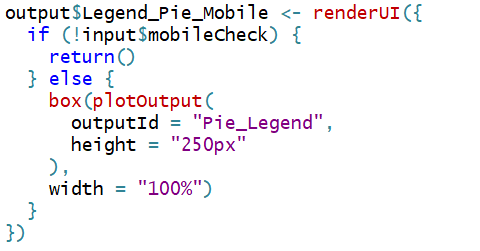 output$Legend_Pie_Mobile <- renderUI({
  if (!input$mobileCheck) {
    return()
  } else {
    box(plotOutput(
      outputId = "Pie_Legend",
      height = "250px"
    ),
    width = "100%")
  }
})